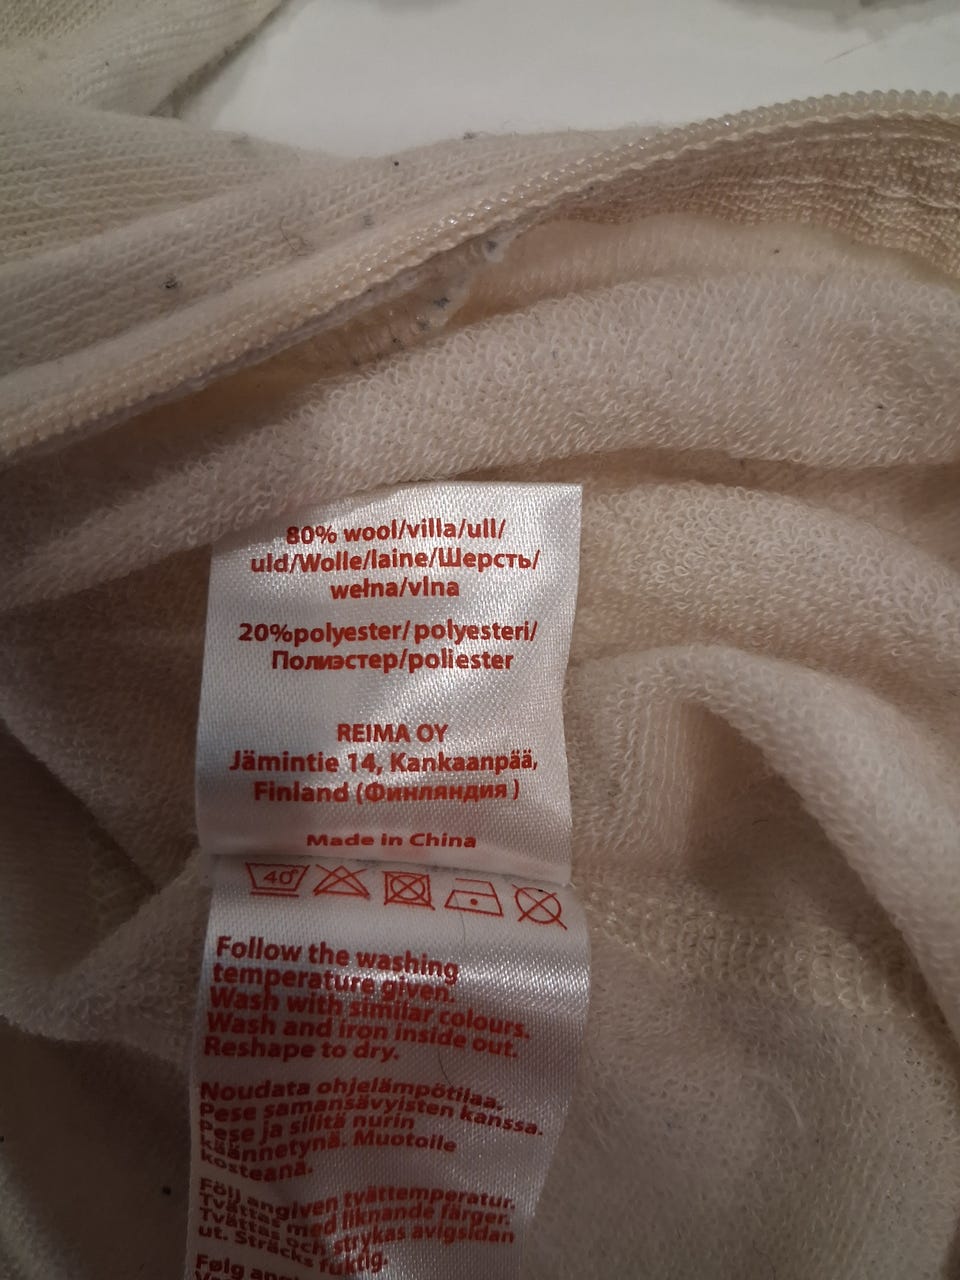 80% wool/villa/ull/
uld/Wolle/laine/Шерсть/
wełna/vlna
20%polyester/polyesteri/
Полиэстер/poliester
REIMA OY
Jämintie 14, Kankaanpää,
Finland (Финляндия )
Made in China
40°
Follow the washing
temperature given.
Wash with similar colours.
Wash and iron inside out.
Reshape to dry.
Noudata ohjelämpötilaa.
Pese samansävyisten kanssa.
Pese ja silitä nurin
käännetynä. Muotoile
kosteana.
Följ angiven tvättemperatur.
Tvättas med liknande färger.
Tvättas och strykas avigsidan
ut. Sträcks fuktig.
Følg